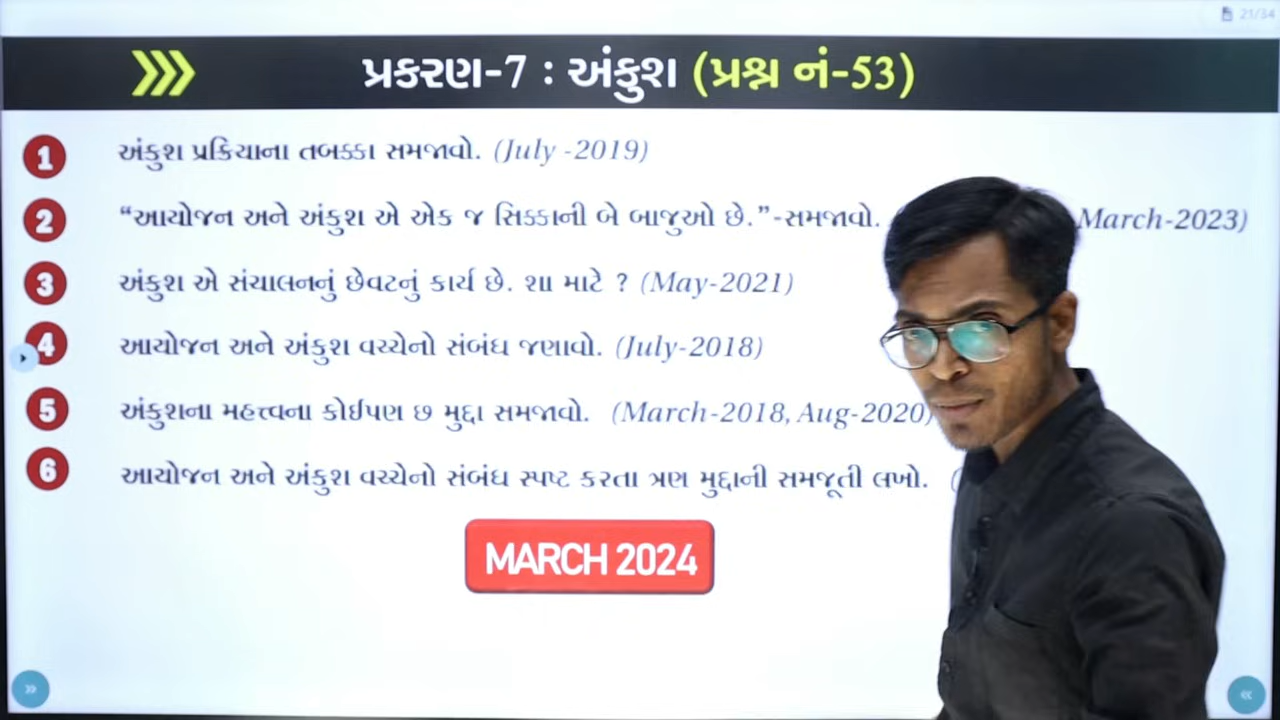 21/34
પ્રકરણ-7 : અંકુશ (પ્રશ્ન નં-53)
1 અંકુશ પ્રક્રિયાના તબક્કા સમજાવો. (July -2019)
2 “આયોજન અને અંકુશ એ એક જ સિક્કાની બે બાજુઓ છે.”-સમજાવો. March-2023)
3 અંકુશ એ સંચાલનનું છેવટનું કાર્ય છે. શા માટે ? (May-2021)
4 આયોજન અને અંકુશ વચ્ચેનો સંબંધ જણાવો. (July-2018)
5 અંકુશના મહત્ત્વના કોઈપણ છ મુદ્દા સમજાવો. (March-2018, Aug-2020)
6 આયોજન અને અંકુશ વચ્ચેનો સંબંધ સ્પષ્ટ કરતા ત્રણ મુદ્દાની સમજૂતી લખો. (
MARCH 2024